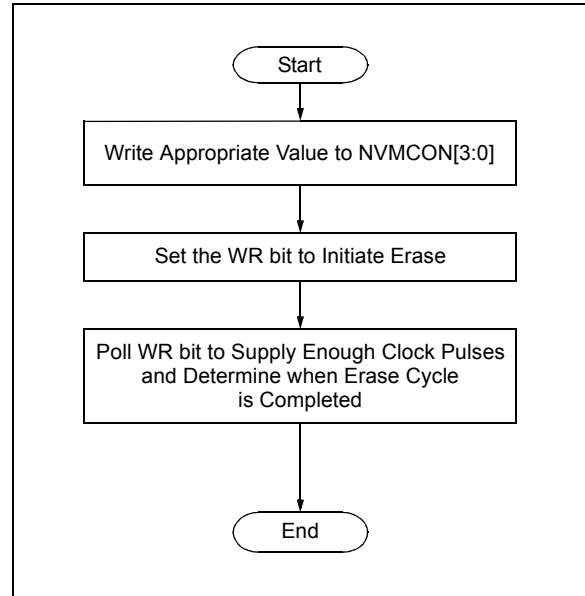 Start
Write Appropriate Value to NVMCON[3:0]
Set the WR bit to Initiate Erase
Poll WR bit to Supply Enough Clock Pulses
and Determine when Erase Cycle
is Completed
End